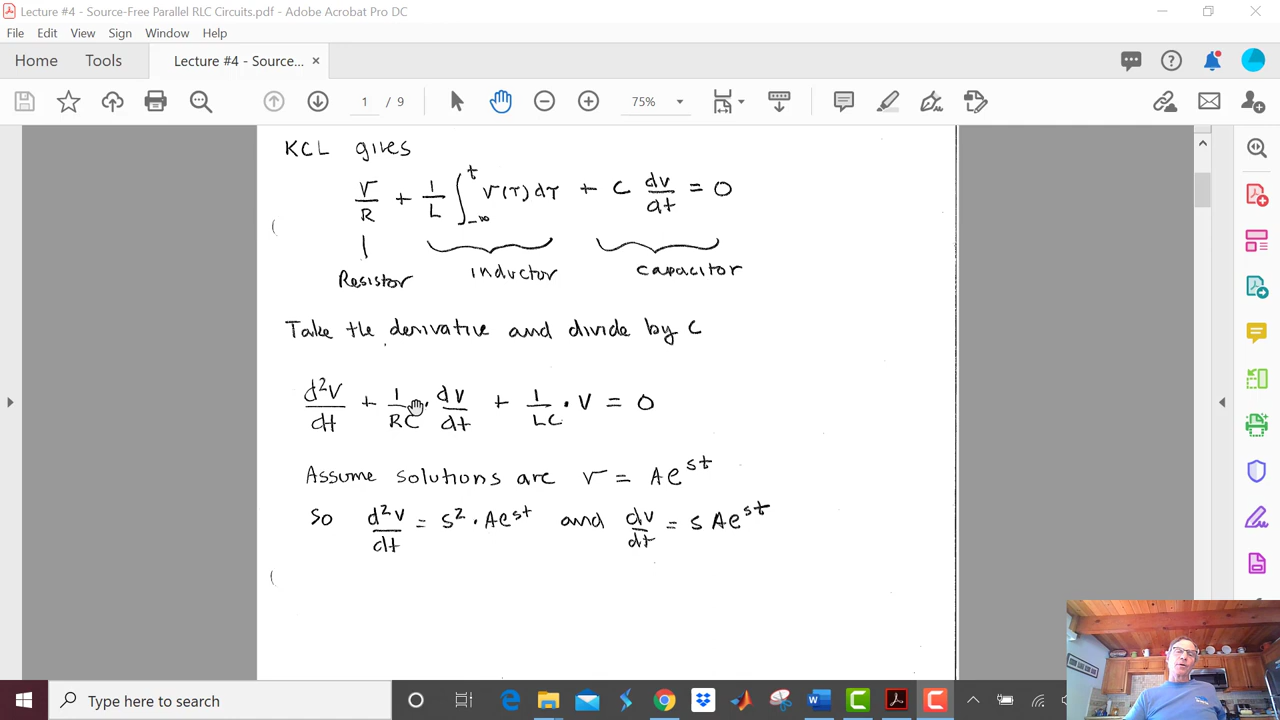 Lecture #4 - Source-Free Parallel RLC Circuits.pdf - Adobe Acrobat Pro DC
File Edit View Sign Window Help
Home Tools Lecture #4 - Source... ×
1 / 9 75%
KCL gives
V/R + 1/L ∫_{-∞}^{t} V(τ) dτ + C dv/dt = 0
Resistor inductor capacitor
Take the derivative and divide by C
d²V/dt + 1/RC · dv/dt + 1/LC · V = 0
Assume solutions are V = Ae^{st}
So d²v/dt = s² · Ae^{st} and dv/dt = s Ae^{st}
Type here to search